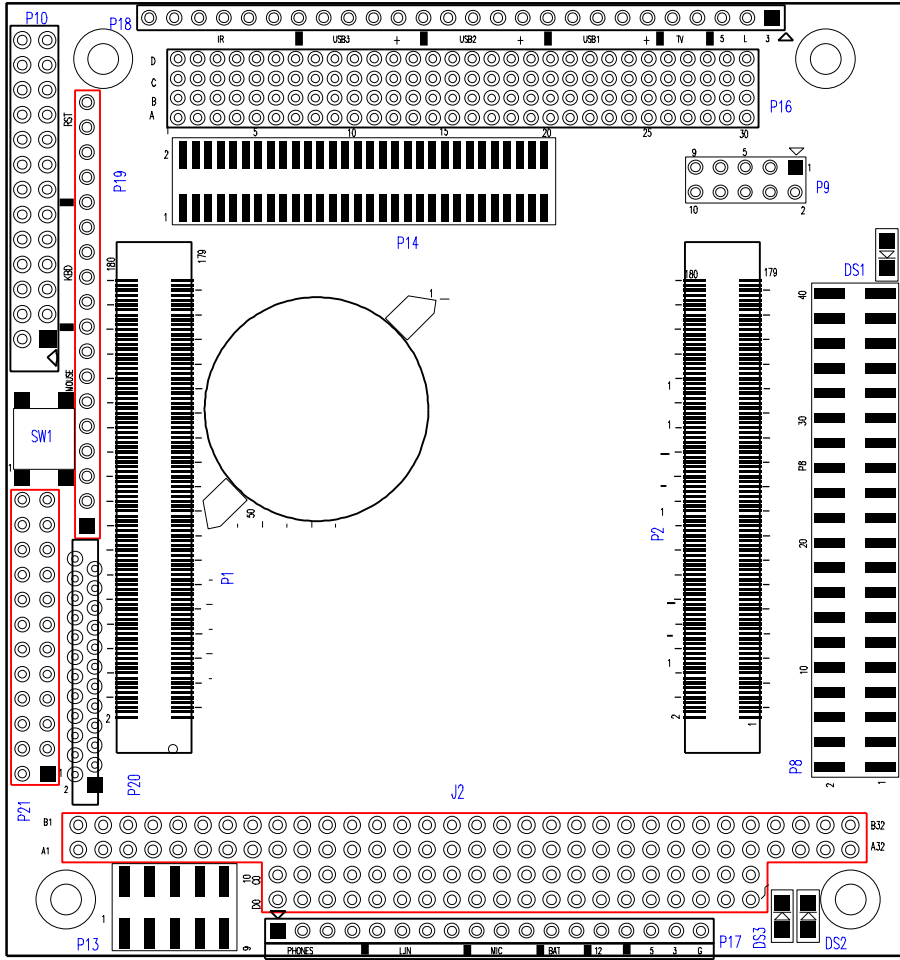 P10
P18
IR USB3 + USB2 + USB1 + TV 5 L 3
D
C
B
A
P16
1 5 10 15 20 25 30
RST
P19
2
1
P14
9 5 1
10 2
P9
180 179
180 179
DS1
40
KBD
1
MOUSE
1
1
30
SW1
1
P8
50
1
P2
20
P1
1
10
2
2 1
P8
2 1
1
2
P20
P21
J2
B1 B32
A1 A32
10
C0
D0
1
9
P13
P17
DS3
DS2
PHONES LIN MIC BAT 12 5 3 G